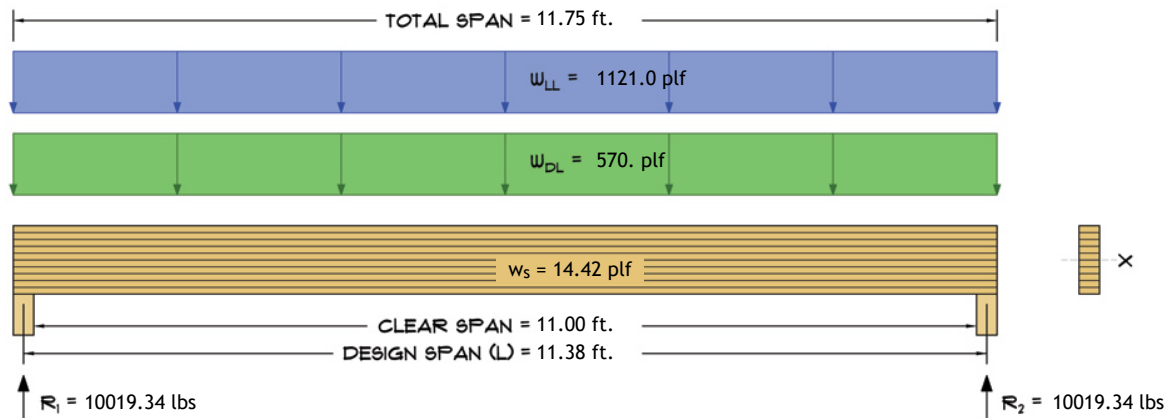 TOTAL SPAN = 11.75 ft.
WLL = 1121.0 plf
WDL = 570. plf
ws = 14.42 plf
X
CLEAR SPAN = 11.00 ft.
DESIGN SPAN (L) = 11.38 ft.
R1 = 10019.34 lbs
R2 = 10019.34 lbs